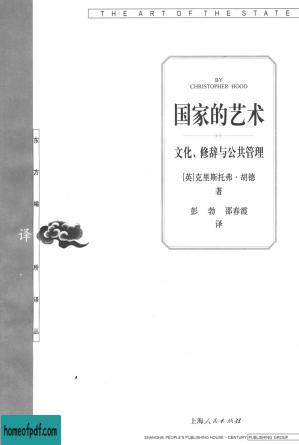 THE ART OF THE STATE
BY
CHRISTOPHER HOOD
国家的艺术
文化、修辞与公共管理
[英]克里斯托弗·胡德
著
彭 勃 邵春霞
译
东方编译所译丛
上海人民出版社
SHANGHAI PEOPLE'S PUBLISHING HOUSE·CENTURY PUBLISHING GROUP
homeofpdf.com